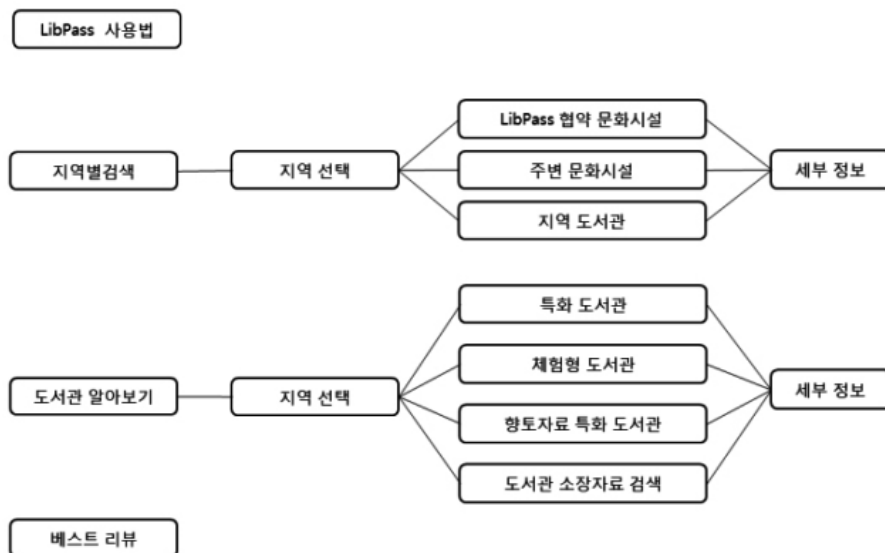 LibPass 사용법
LibPass 협약 문화시설
지역별검색
지역 선택
주변 문화시설
세부 정보
지역 도서관
특화 도서관
체험형 도서관
도서관 알아보기
지역 선택
세부 정보
향토자료 특화 도서관
도서관 소장자료 검색
베스트 리뷰